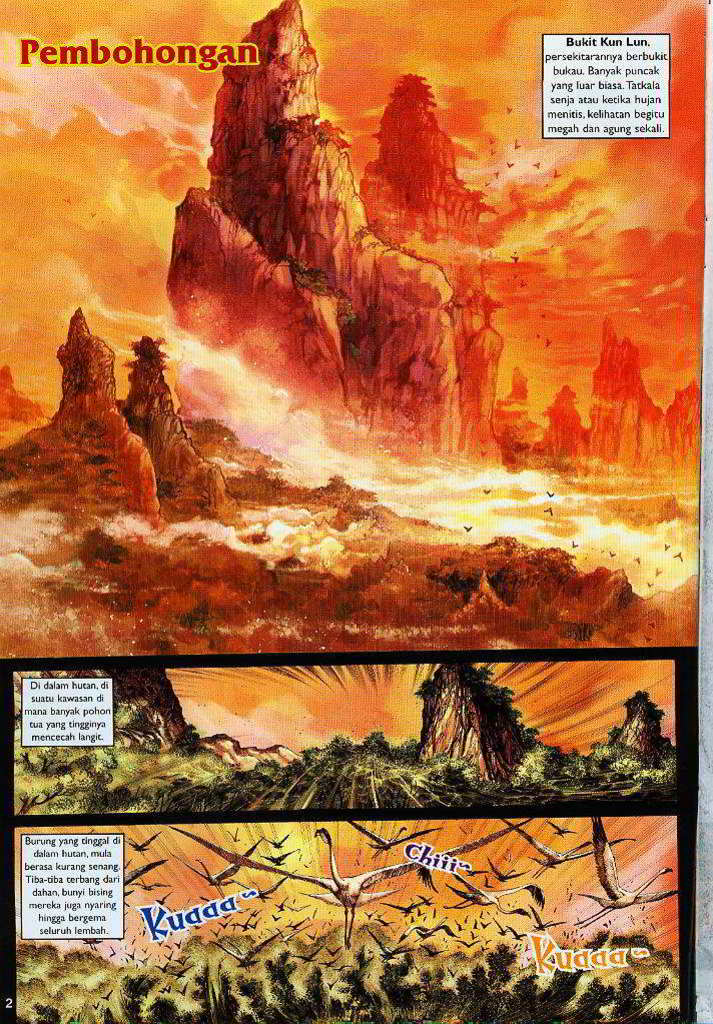 Pembohongan
Bukit Kun Lun,
persekitarannya berbukit
bukau. Banyak puncak
yang luar biasa. Tatkala
senja atau ketika hujan
menitis, kelihatan begitu
megah dan agung sekali.
Di dalam hutan, di
suatu kawasan di
mana banyak pohon
tua yang tingginya
mencecah langit.
Burung yang tinggal di
dalam hutan, mula
berasa kurang senang.
Tiba-tiba terbang dari
dahan, bunyi bising
mereka juga nyaring
hingga bergema
seluruh lembah.
Chiii~
Kuaaa~
Kuaaa~
2